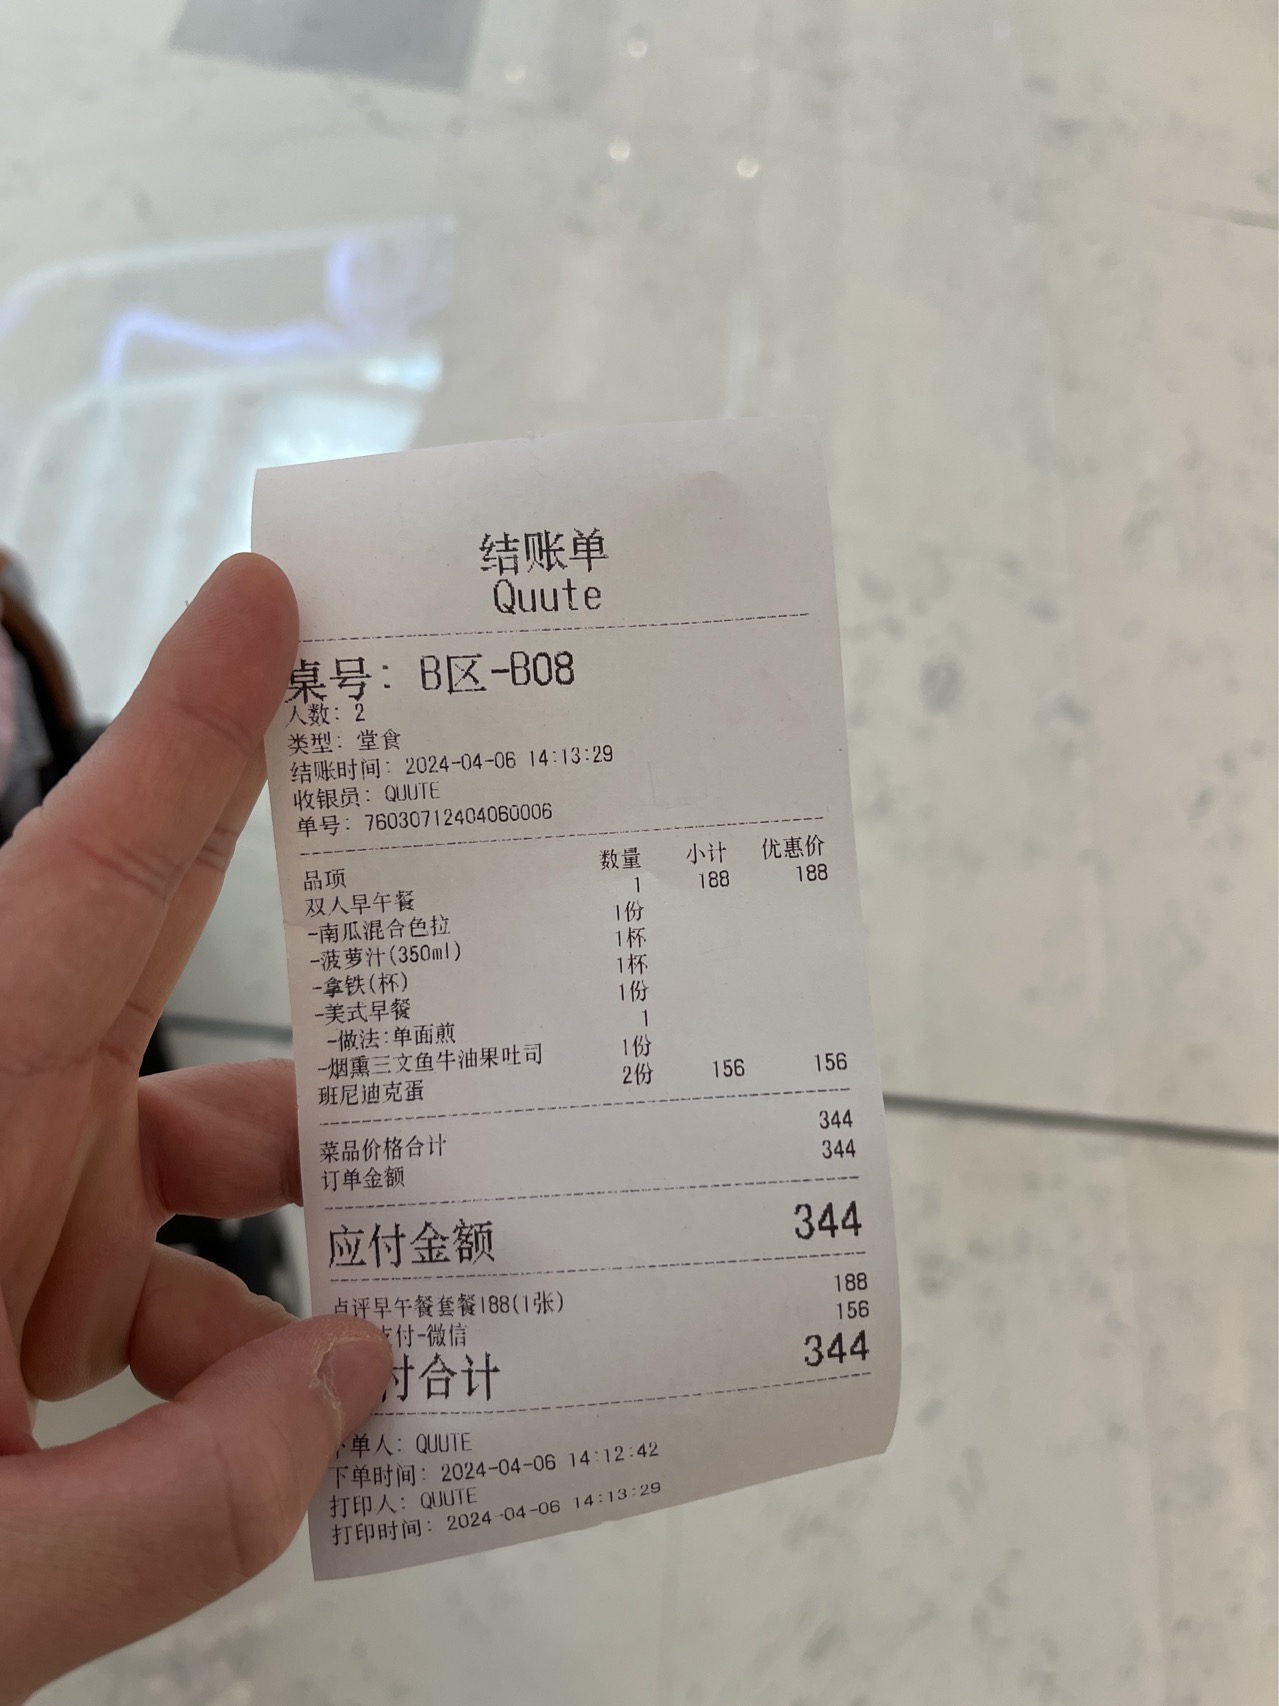 结账单
Quute
桌号: B区-B08
人数: 2
类型: 堂食
结账时间: 2024-04-06 14:13:29
收银员: QUUTE
单号: 76030712404060006
品项 数量 小计 优惠价
双人早午餐 1 188 188
-南瓜混合色拉 1份
-菠萝汁(350ml) 1杯
-拿铁(杯) 1杯
-美式早餐 1份
-做法:单面煎 1
-烟熏三文鱼牛油果吐司 1份
班尼迪克蛋 2份 156 156
菜品价格合计 344
订单金额 344
应付金额 344
点评早午餐套餐188(1张) 188
支付-微信 156
付合计 344
下单人: QUUTE
下单时间: 2024-04-06 14:12:42
打印人: QUUTE
打印时间: 2024-04-06 14:13:29